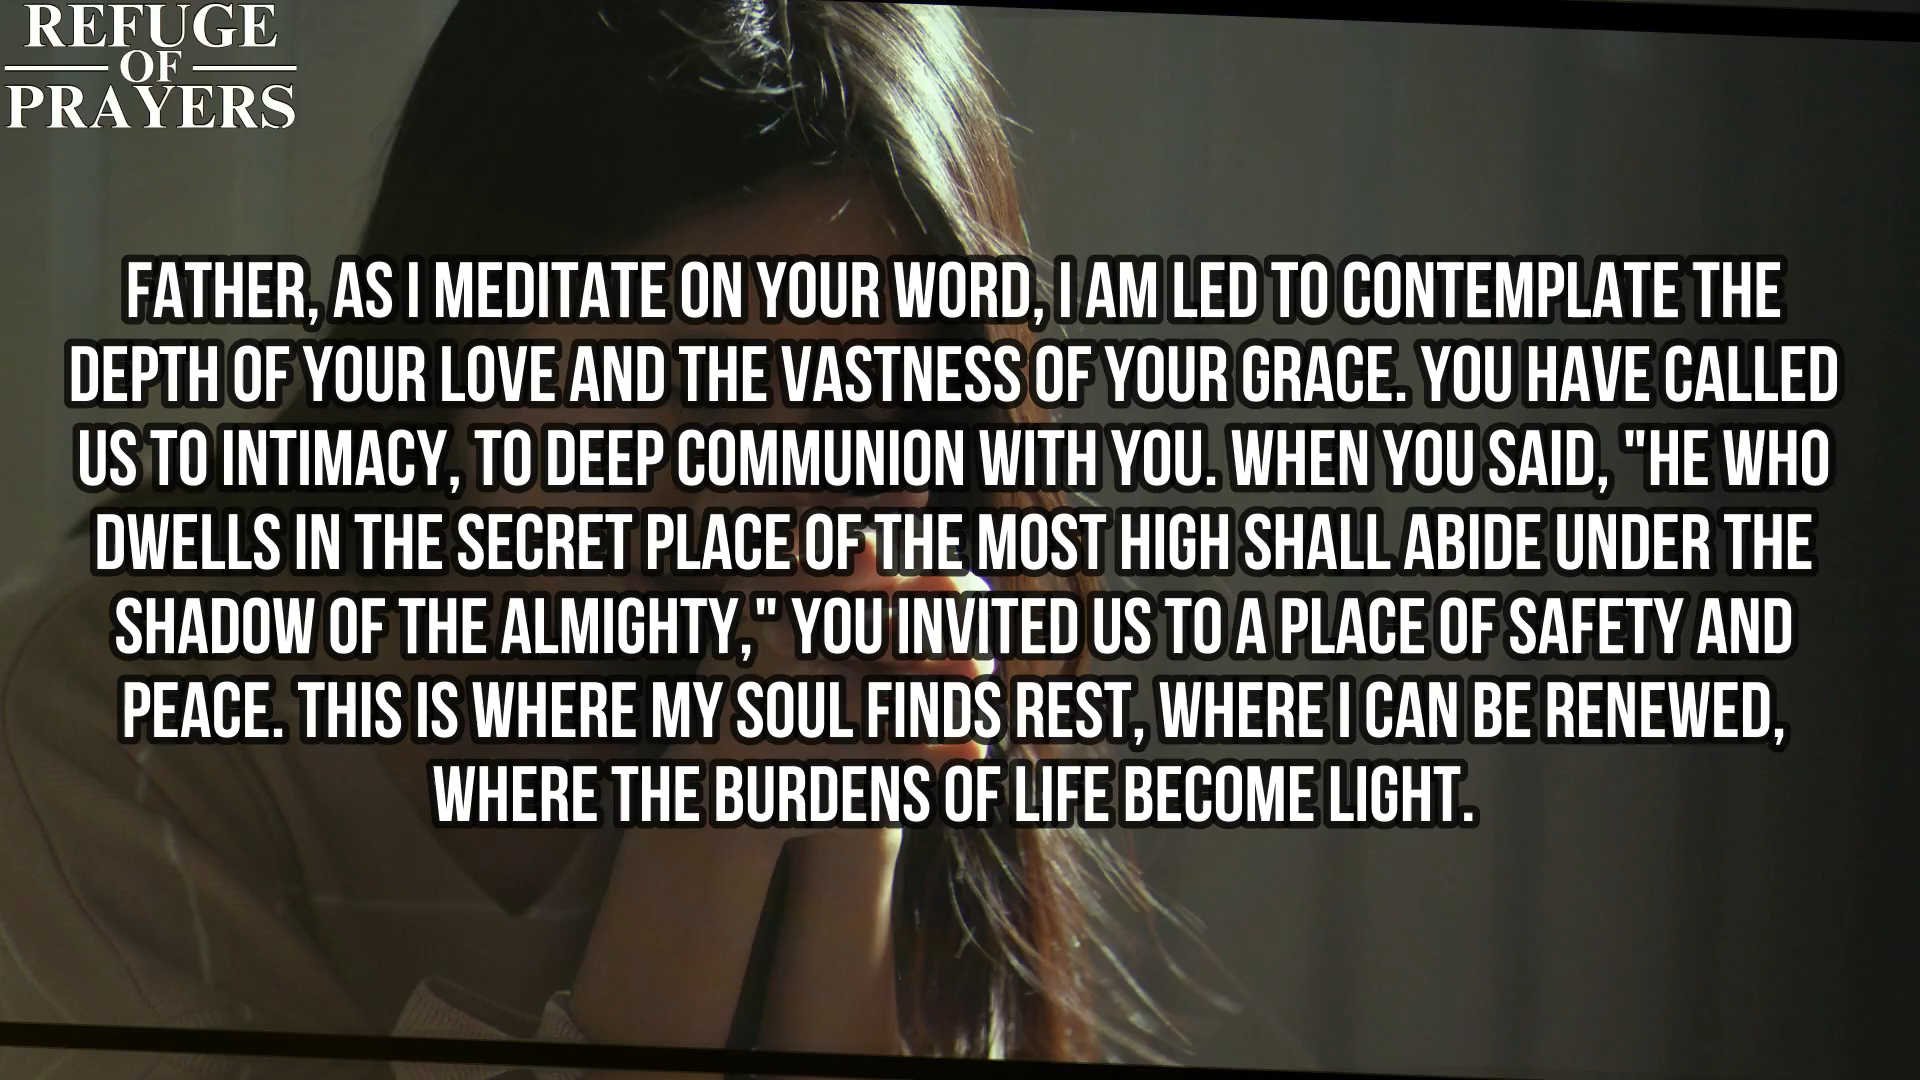 REFUGE
OF
PRAYERS
FATHER, AS I MEDITATE ON YOUR WORD, I AM LED TO CONTEMPLATE THE
DEPTH OF YOUR LOVE AND THE VASTNESS OF YOUR GRACE. YOU HAVE CALLED
US TO INTIMACY, TO DEEP COMMUNION WITH YOU. WHEN YOU SAID, "HE WHO
DWELLS IN THE SECRET PLACE OF THE MOST HIGH SHALL ABIDE UNDER THE
SHADOW OF THE ALMIGHTY," YOU INVITED US TO A PLACE OF SAFETY AND
PEACE. THIS IS WHERE MY SOUL FINDS REST, WHERE I CAN BE RENEWED,
WHERE THE BURDENS OF LIFE BECOME LIGHT.